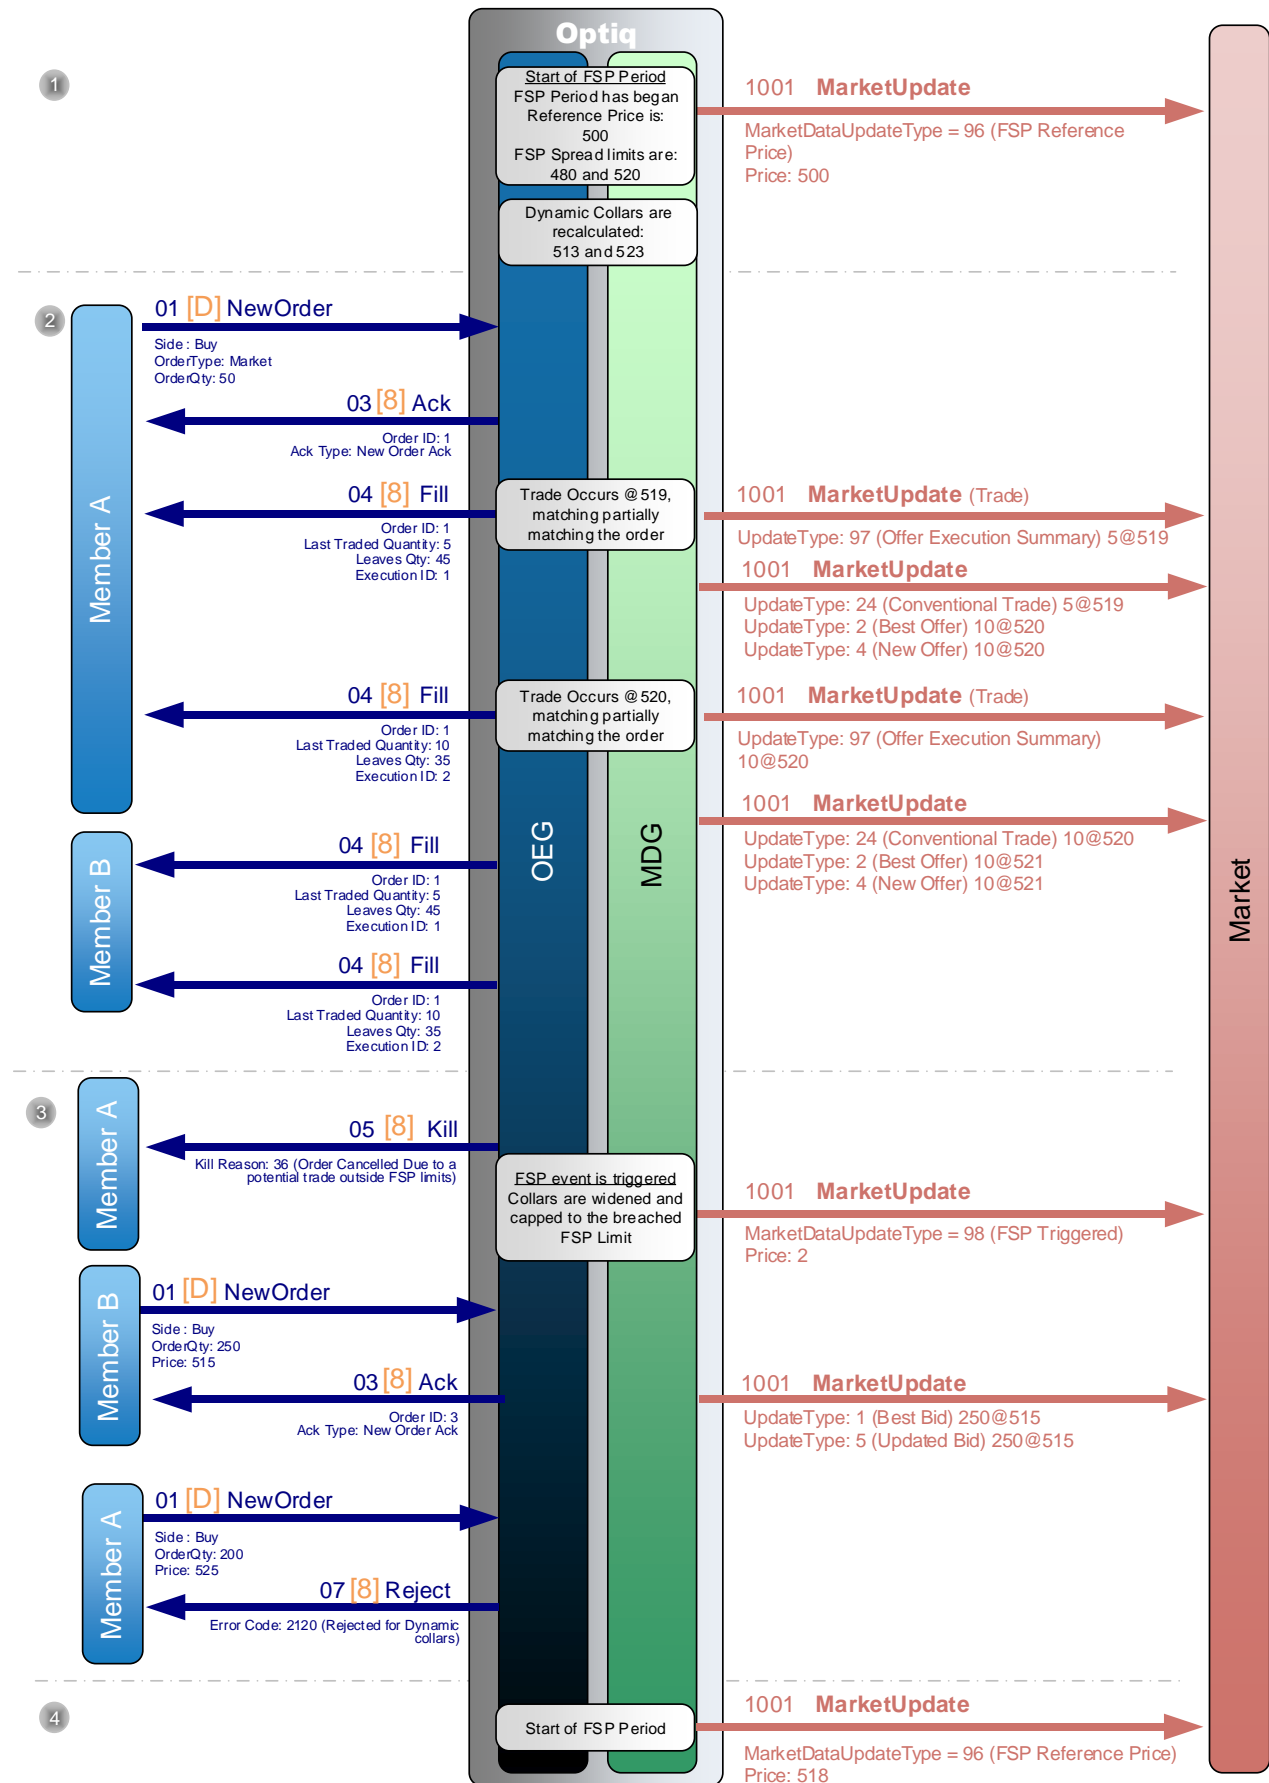 Optiq
1
Start of FSP Period
FSP Period has began
Reference Price is:
500
FSP Spread limits are:
480 and 520
1001 MarketUpdate
MarketDataUpdateType = 96 (FSP Reference
Price)
Price: 500
Dynamic Collars are
recalculated:
513 and 523
2
Member A
01 [D] NewOrder
Side : Buy
OrderType: Market
OrderQty: 50
03 [8] Ack
Order ID: 1
Ack Type: New Order Ack
04 [8] Fill
Order ID: 1
Last Traded Quantity: 5
Leaves Qty: 45
Execution ID: 1
Trade Occurs @519,
matching partially
matching the order
1001 MarketUpdate (Trade)
UpdateType: 97 (Offer Execution Summary) 5@519
1001 MarketUpdate
UpdateType: 24 (Conventional Trade) 5@519
UpdateType: 2 (Best Offer) 10@520
UpdateType: 4 (New Offer) 10@520
04 [8] Fill
Order ID: 1
Last Traded Quantity: 10
Leaves Qty: 35
Execution ID: 2
Trade Occurs @520,
matching partially
matching the order
1001 MarketUpdate (Trade)
UpdateType: 97 (Offer Execution Summary)
10@520
1001 MarketUpdate
UpdateType: 24 (Conventional Trade) 10@520
UpdateType: 2 (Best Offer) 10@521
UpdateType: 4 (New Offer) 10@521
OEG
MDG
Market
Member B
04 [8] Fill
Order ID: 1
Last Traded Quantity: 5
Leaves Qty: 45
Execution ID: 1
04 [8] Fill
Order ID: 1
Last Traded Quantity: 10
Leaves Qty: 35
Execution ID: 2
3
Member A
05 [8] Kill
Kill Reason: 36 (Order Cancelled Due to a
potential trade outside FSP limits)
FSP event is triggered
Collars are widened and
capped to the breached
FSP Limit
1001 MarketUpdate
MarketDataUpdateType = 98 (FSP Triggered)
Price: 2
Member B
01 [D] NewOrder
Side : Buy
OrderQty: 250
Price: 515
03 [8] Ack
Order ID: 3
Ack Type: New Order Ack
1001 MarketUpdate
UpdateType: 1 (Best Bid) 250@515
UpdateType: 5 (Updated Bid) 250@515
Member A
01 [D] NewOrder
Side : Buy
OrderQty: 200
Price: 525
07 [8] Reject
Error Code: 2120 (Rejected for Dynamic
collars)
4
Start of FSP Period
1001 MarketUpdate
MarketDataUpdateType = 96 (FSP Reference Price)
Price: 518